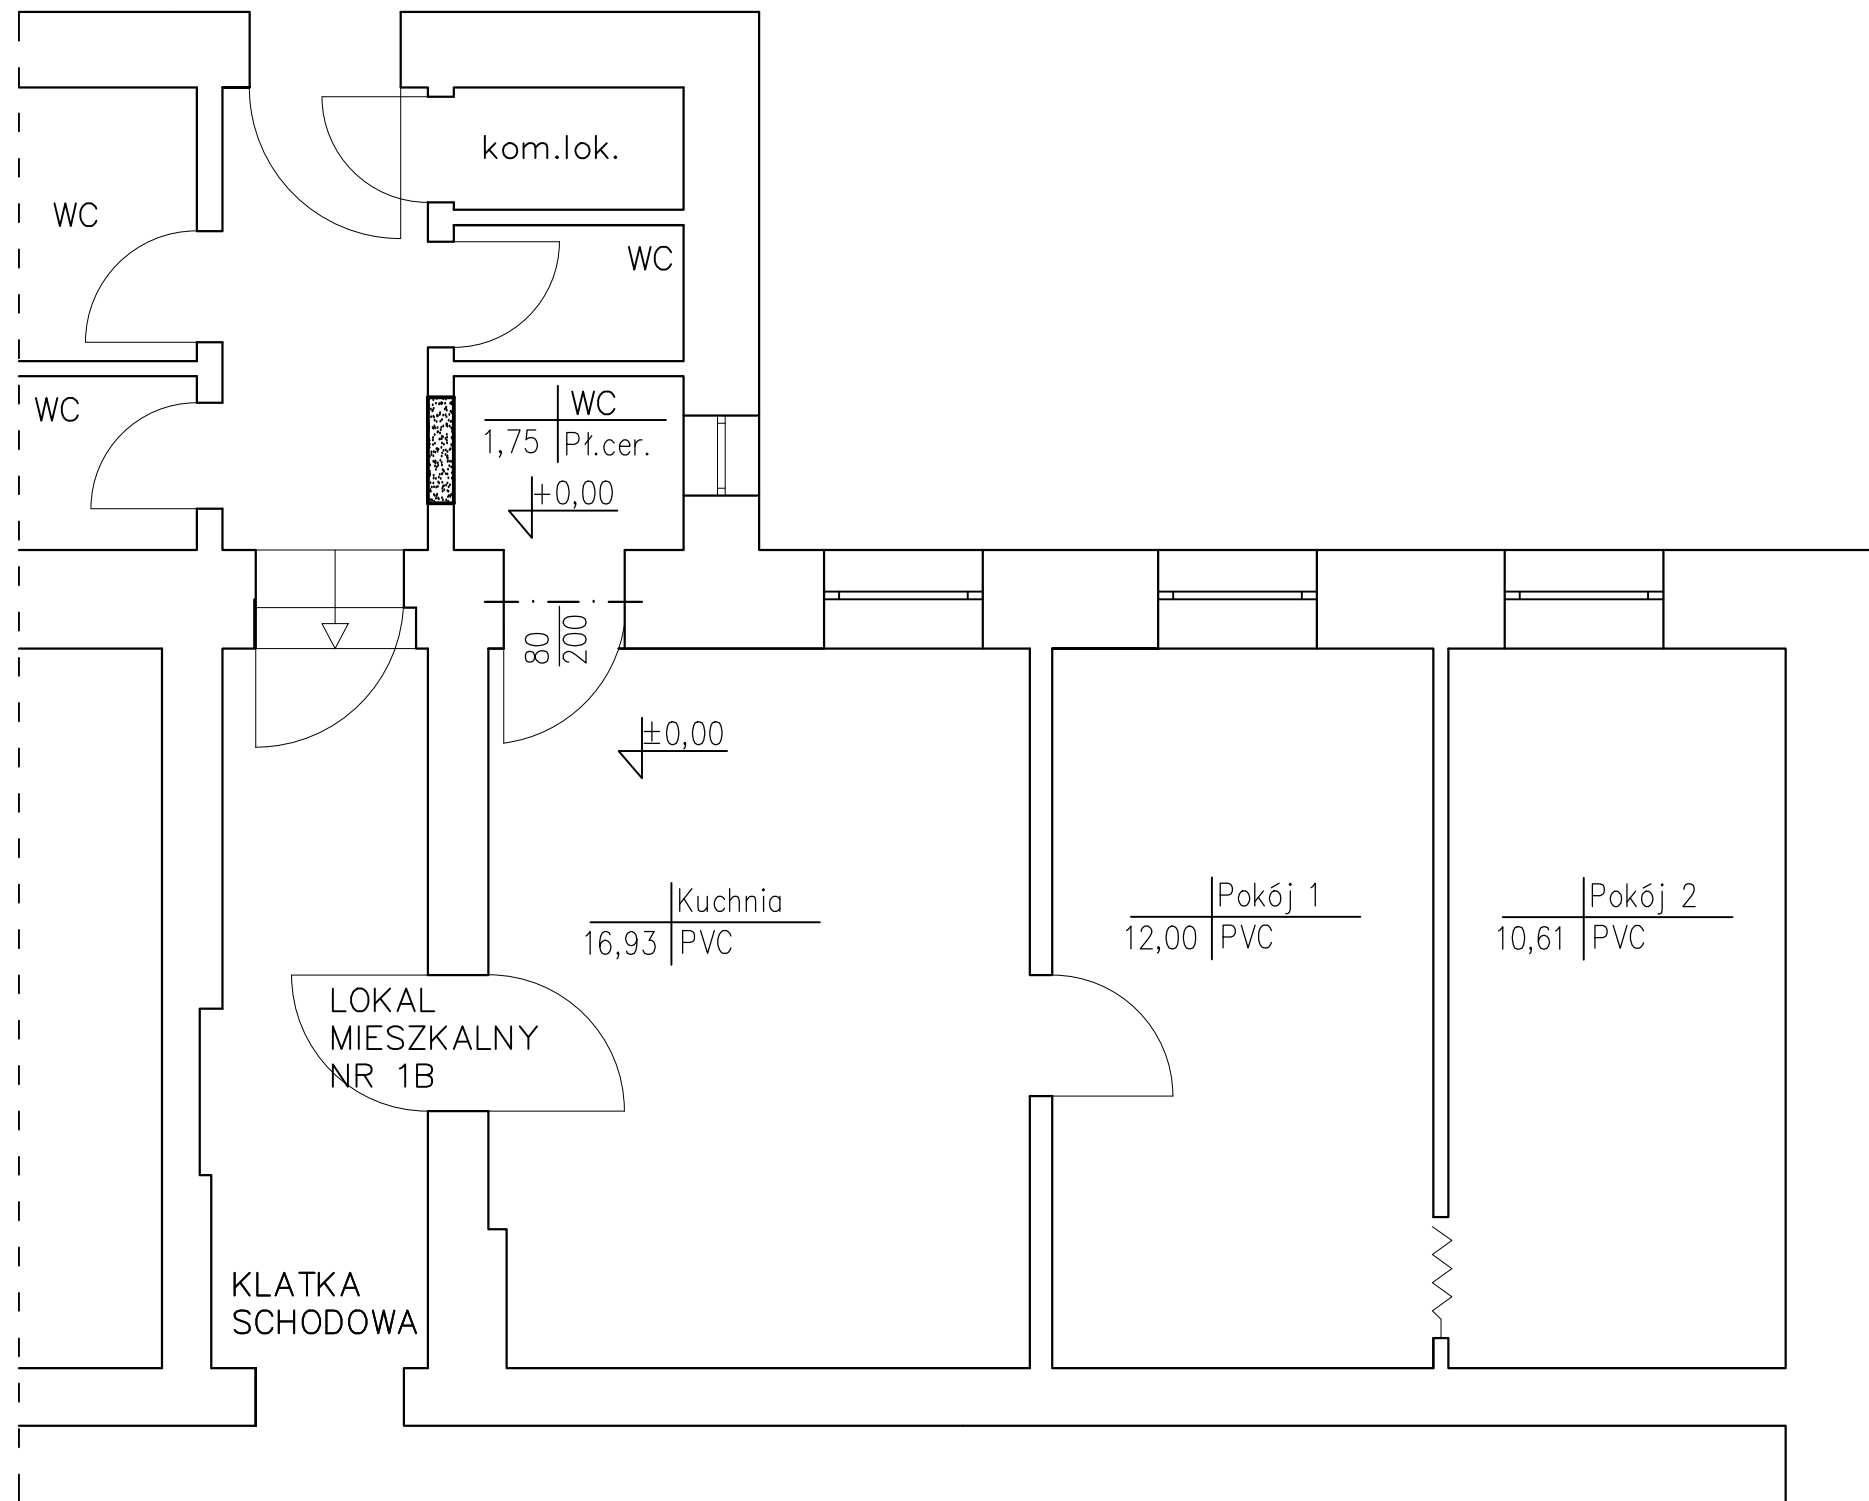 kom.lok.
WC
WC
WC
WC
1,75 Pł.cer.
+0,00
80
200
±0,00
Kuchnia
16,93 PVC
Pokój 1
12,00 PVC
Pokój 2
10,61 PVC
LOKAL
MIESZKALNY
NR 1B
KLATKA
SCHODOWA